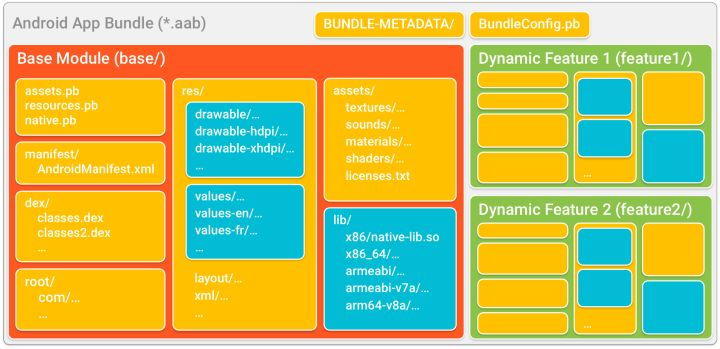 Android App Bundle (*.aab)
BUNDLE-METADATA/
BundleConfig.pb
Base Module (base/)
assets.pb
resources.pb
native.pb
manifest/
AndroidManifest.xml
dex/
classes.dex
classes2.dex
...
root/
com/...
...
res/
drawable/...
drawable-hdpi/...
drawable-xhdpi/...
...
values/...
values-en/...
values-fr/...
...
layout/...
xml/...
...
assets/
textures/...
sounds/...
materials/...
shaders/...
licenses.txt
lib/
x86/native-lib.so
x86_64/...
armeabi/...
armeabi-v7a/...
arm64-v8a/...
Dynamic Feature 1 (feature1/)
...
Dynamic Feature 2 (feature2/)
...